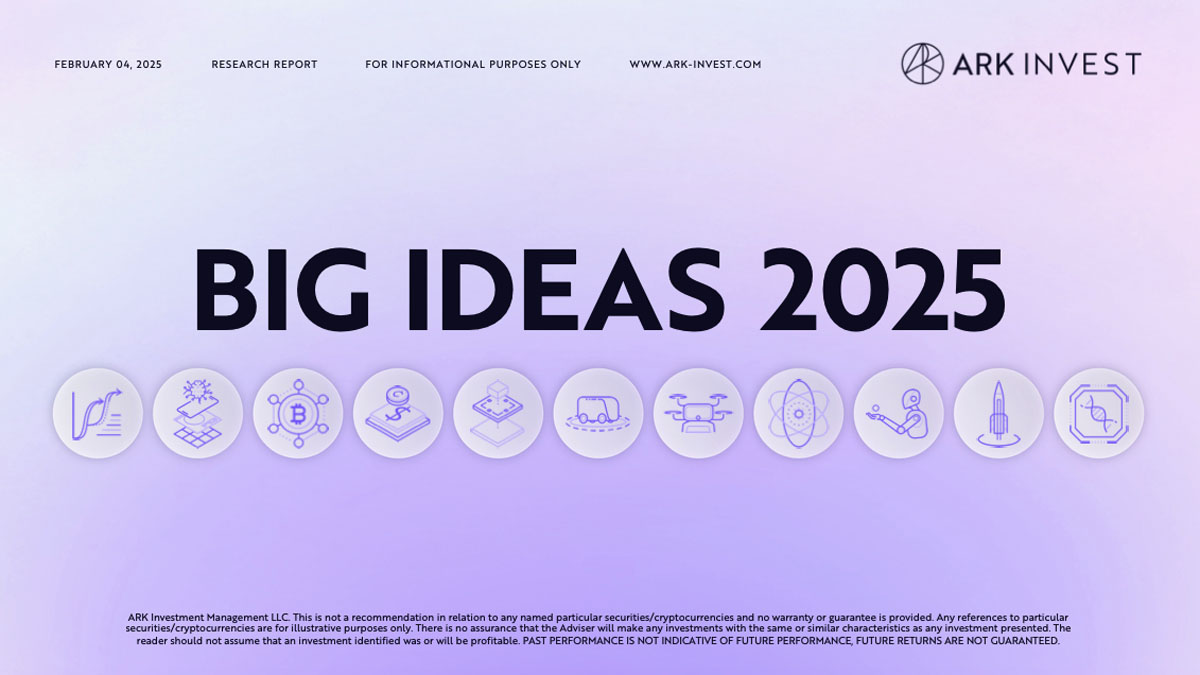 FEBRUARY 04, 2025 RESEARCH REPORT FOR INFORMATIONAL PURPOSES ONLY WWW.ARK-INVEST.COM ARK INVEST
BIG IDEAS 2025
ARK Investment Management LLC. This is not a recommendation in relation to any named particular securities/cryptocurrencies and no warranty or guarantee is provided. Any references to particular
securities/cryptocurrencies are for illustrative purposes only. There is no assurance that the Adviser will make any investments with the same or similar characteristics as any investment presented. The
reader should not assume that an investment identified was or will be profitable. PAST PERFORMANCE IS NOT INDICATIVE OF FUTURE PERFORMANCE, FUTURE RETURNS ARE NOT GUARANTEED.